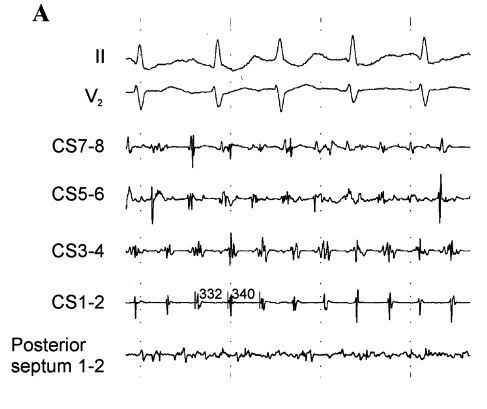 A
II
V2
CS7-8
CS5-6
CS3-4
CS1-2
332 340
Posterior
septum 1-2